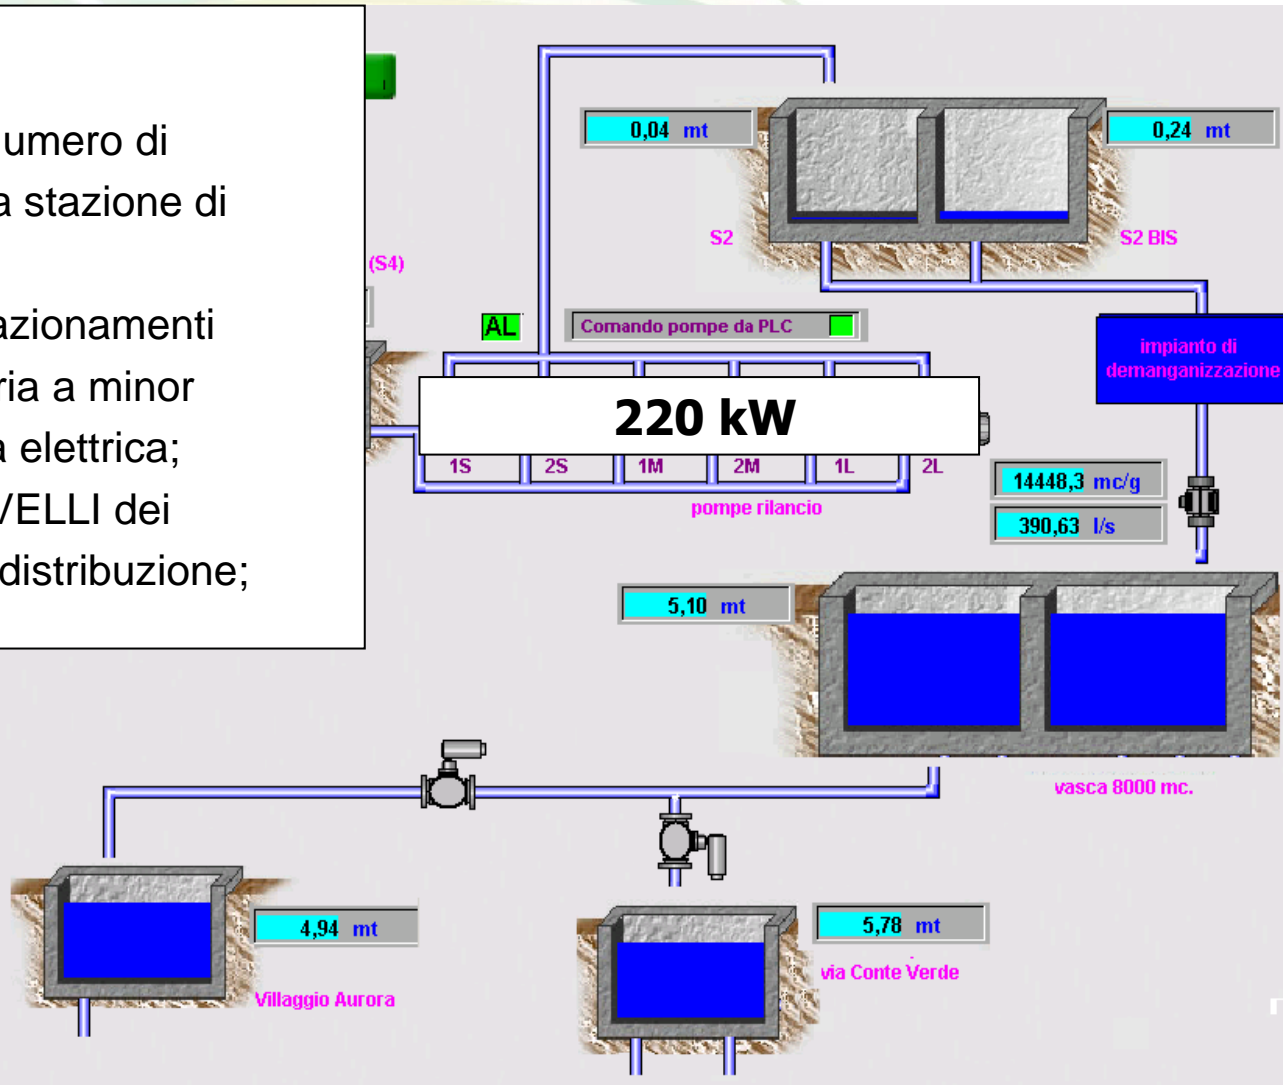 umero di
a stazione di
azionamenti
ria a minor
a elettrica;
VELLI dei
distribuzione;
(S4)
0,04 mt
0,24 mt
S2
S2 BIS
AL
Comando pompe da PLC
impianto di
demanganizzazione
220 kW
1S 2S 1M 2M 1L 2L
pompe rilancio
14448,3 mc/g
390,63 l/s
5,10 mt
vasca 8000 mc.
4,94 mt
Villaggio Aurora
5,78 mt
via Conte Verde